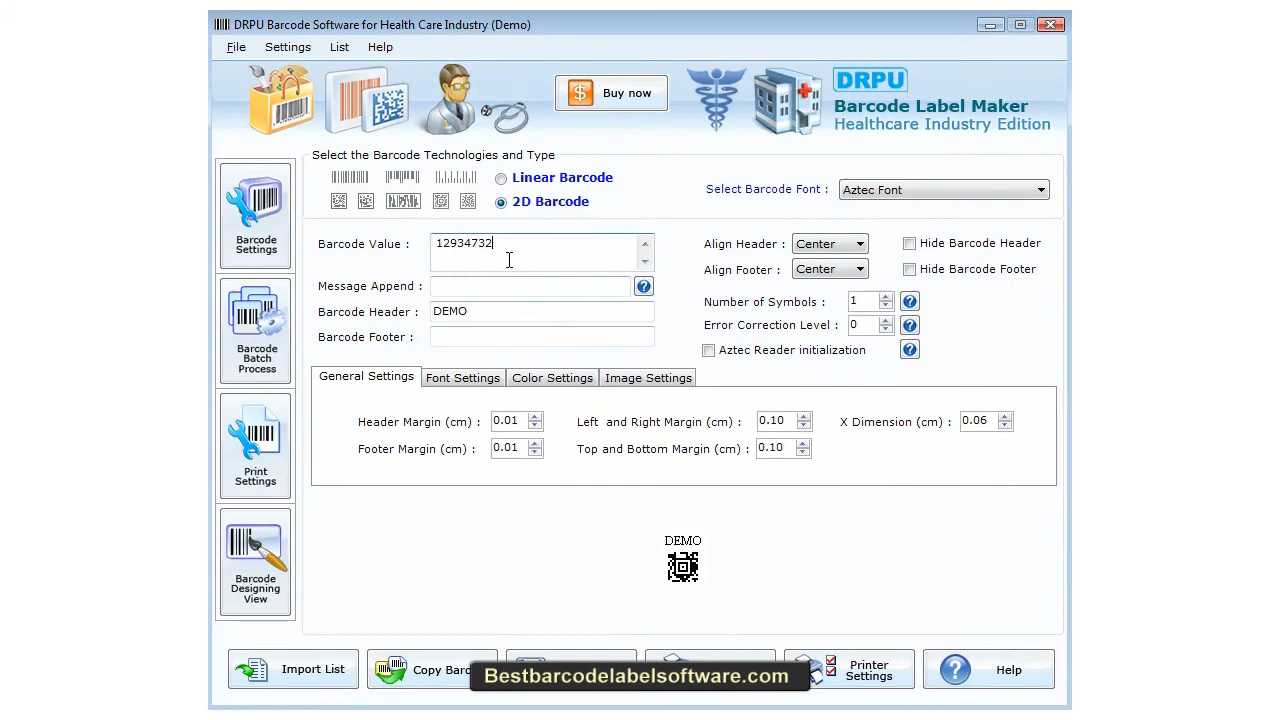 DRPU Barcode Software for Health Care Industry (Demo)
File Settings List Help
Buy now
DRPU
Barcode Label Maker
Healthcare Industry Edition
Select the Barcode Technologies and Type
Linear Barcode
2D Barcode
Select Barcode Font :
Aztec Font
Barcode Settings
Barcode Batch Process
Print Settings
Barcode Designing View
Barcode Value : 12934732
Message Append :
Barcode Header : DEMO
Barcode Footer :
Align Header : Center
Hide Barcode Header
Align Footer : Center
Hide Barcode Footer
Number of Symbols : 1
Error Correction Level : 0
Aztec Reader initialization
General Settings Font Settings Color Settings Image Settings
Header Margin (cm) : 0.01 Left and Right Margin (cm) : 0.10 X Dimension (cm) : 0.06
Footer Margin (cm) : 0.01 Top and Bottom Margin (cm) : 0.10
DEMO
Import List
Copy Barc
Printer Settings
Help
Bestbarcodelabelsoftware.com